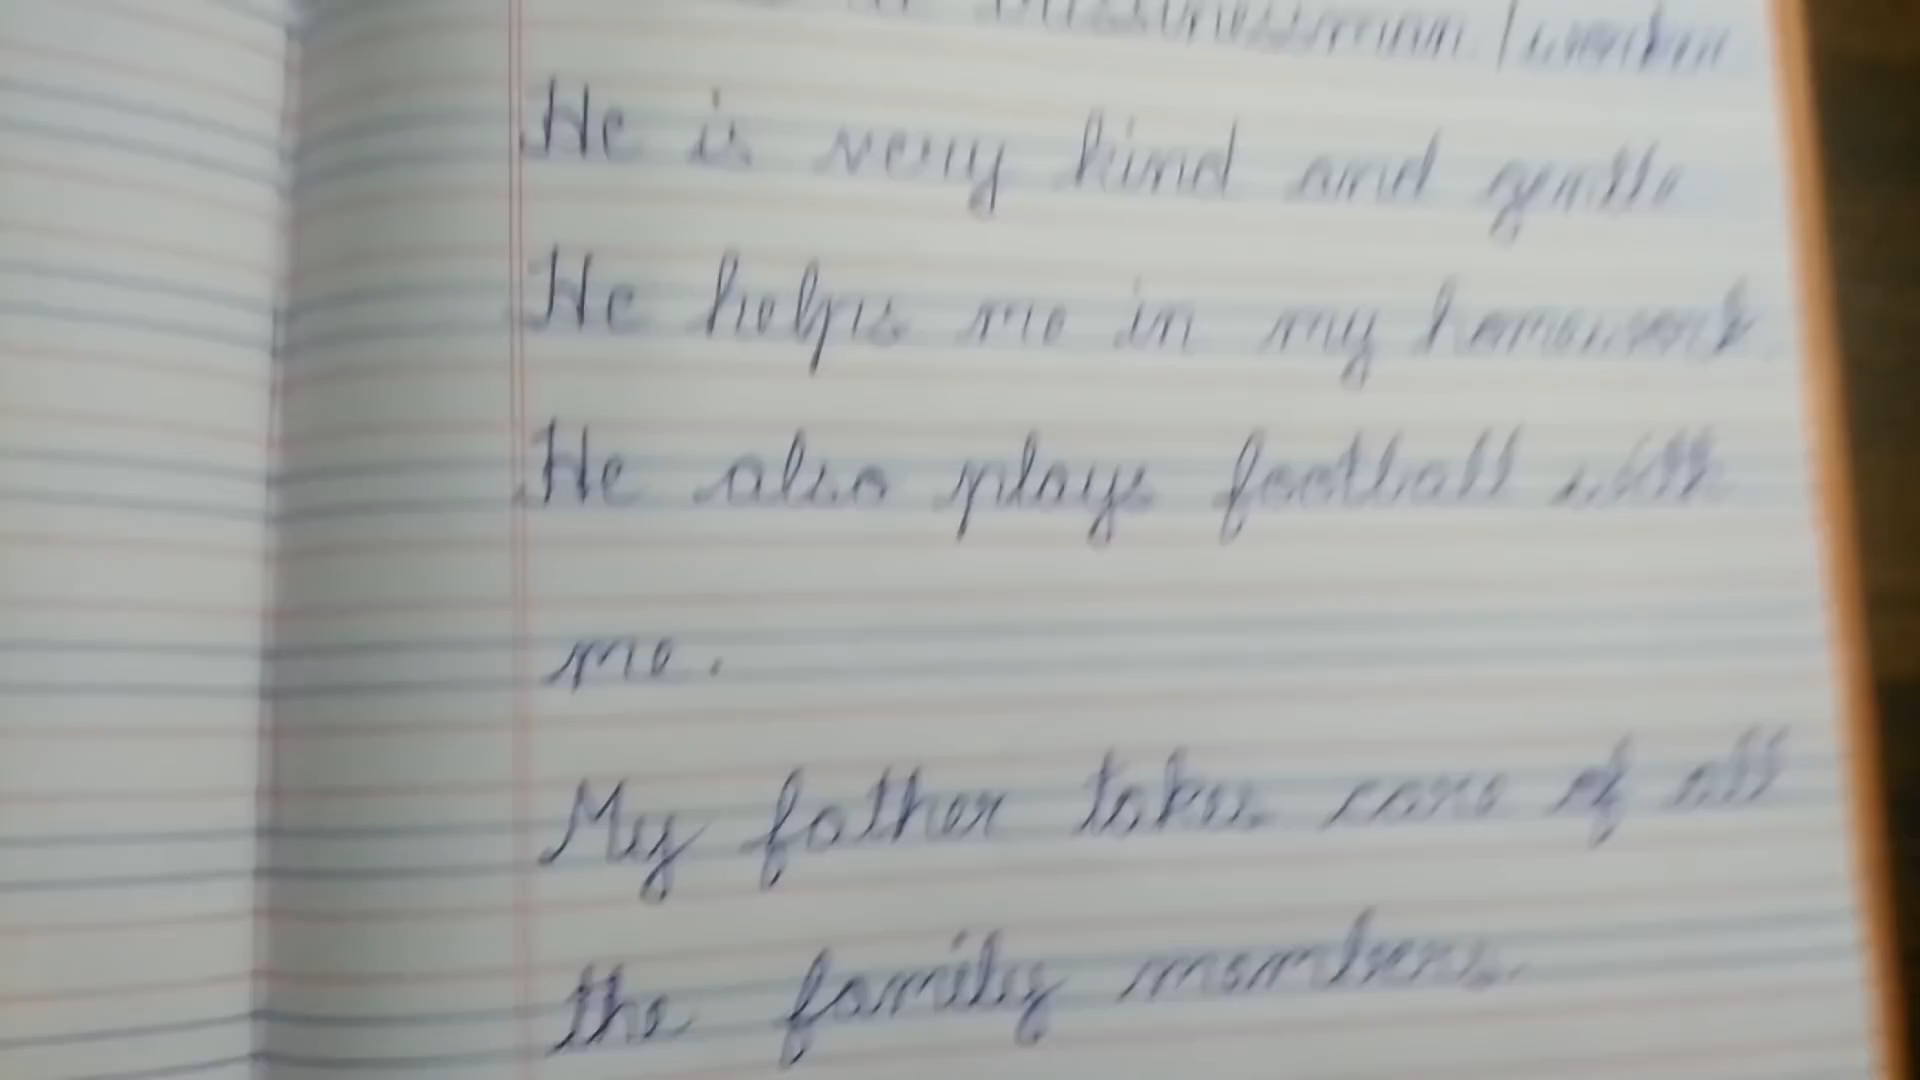 He is very kind and gentle
He helps me in my homework.
He also plays football with
me.
My father takes care of all
the family members.